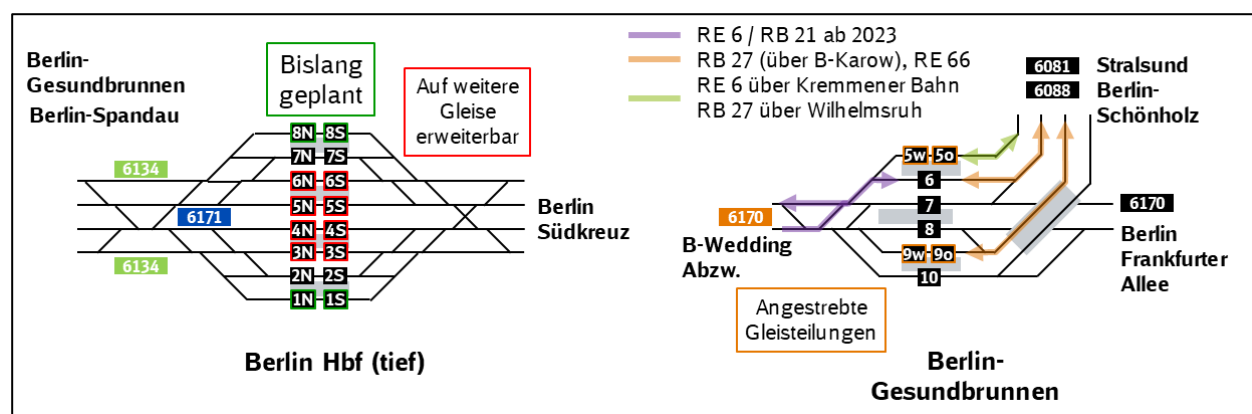 Berlin-
Gesundbrunnen
Berlin-Spandau
Bislang
geplant
Auf weitere
Gleise
erweiterbar
8N 8S
7N 7S
6134
6N 6S
5N 5S
6171
4N 4S
3N 3S
6134
2N 2S
1N 1S
Berlin
Südkreuz
Berlin Hbf (tief)
RE 6 / RB 21 ab 2023
RB 27 (über B-Karow), RE 66
RE 6 über Kremmener Bahn
RB 27 über Wilhelmsruh
6081 Stralsund
6088 Berlin-
Schönholz
5w 5o
6
7
6170
8
6170
B-Wedding
Abzw.
9w 9o
10
Berlin
Frankfurter
Allee
Angestrebte
Gleisteilungen
Berlin-
Gesundbrunnen